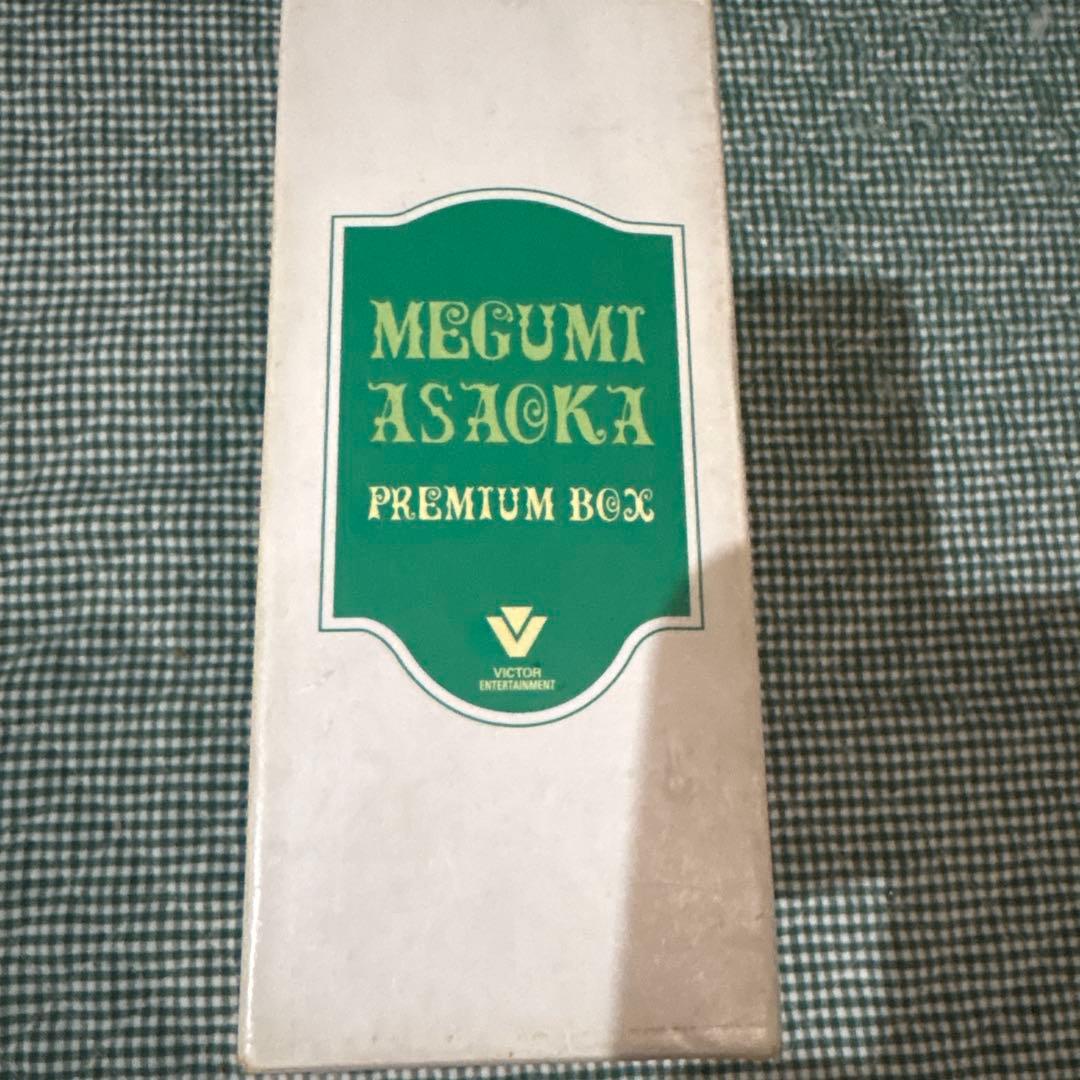 MEGUMI
ASAOKA
PREMIUM BOX
VICTOR
ENTERTAINMENT